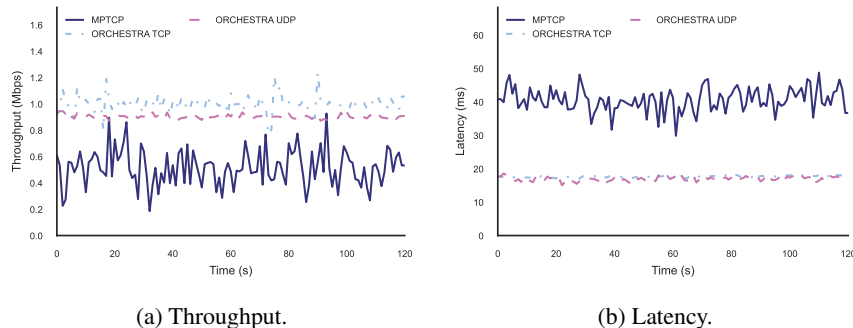 MPTCP
ORCHESTRA TCP
ORCHESTRA UDP
Throughput (Mbps)
1.6
1.4
1.2
1.0
0.8
0.6
0.4
0.2
0.0
0 20 40 60 80 100 120
Time (s)
(a) Throughput.
MPTCP
ORCHESTRA TCP
ORCHESTRA UDP
Latency (ms)
60
50
40
30
20
10
0
0 20 40 60 80 100 120
Time (s)
(b) Latency.